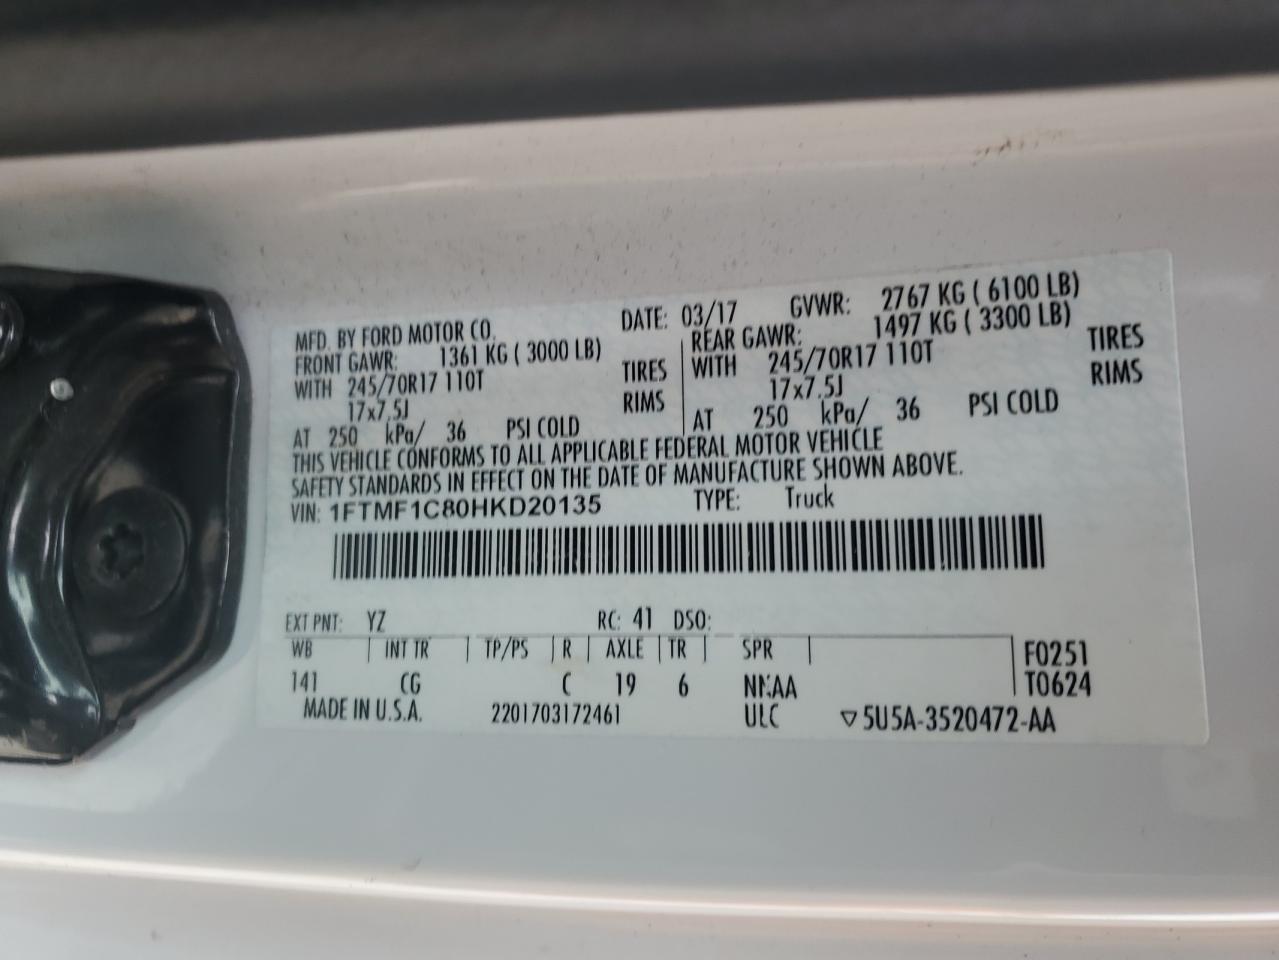 MFD. BY FORD MOTOR CO. DATE: 03/17 GVWR: 2767 KG ( 6100 LB)
FRONT GAWR: 1361 KG ( 3000 LB) REAR GAWR: 1497 KG ( 3300 LB)
WITH 245/70R17 110T TIRES WITH 245/70R17 110T TIRES
17x7.5J RIMS 17x7.5J RIMS
AT 250 kPa/ 36 PSI COLD AT 250 kPa/ 36 PSI COLD
THIS VEHICLE CONFORMS TO ALL APPLICABLE FEDERAL MOTOR VEHICLE
SAFETY STANDARDS IN EFFECT ON THE DATE OF MANUFACTURE SHOWN ABOVE.
VIN: 1FTMF1C80HKD20135 TYPE: Truck
EXT PNT: YZ RC: 41 DSO:
WB INT TR TP/PS R AXLE TR SPR F0251
141 CG C 19 6 T0624
MADE IN U.S.A. 2201703172461 ULC ▽5U5A-3520472-AA